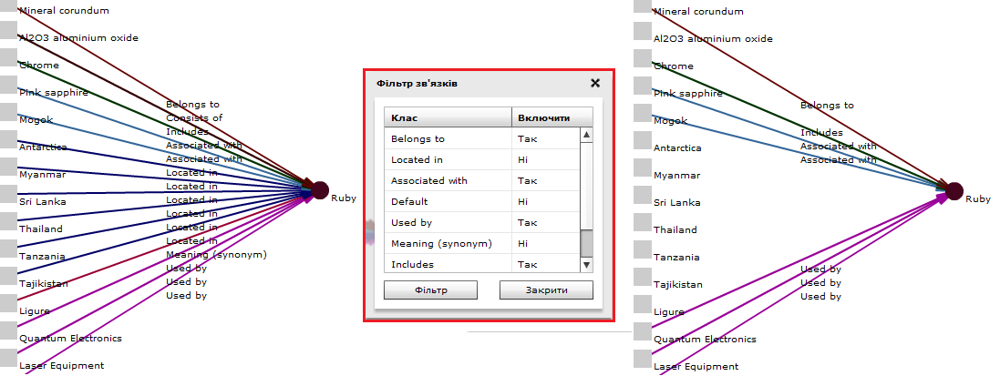 Mineral corundum
Al2O3 aluminium oxide
Chrome
Pink sapphire
Mogok
Antarctica
Myanmar
Sri Lanka
Thailand
Tanzania
Tajikistan
Ligure
Quantum Electronics
Laser Equipment
Belongs to
Consists of
Includes
Associated with
Associated with
Located in
Located in
Located in
Located in
Located in
Located in
Meaning (synonym)
Used by
Used by
Used by
Ruby
Фільтр зв'язків
Клас Включити
Belongs to Так
Located in Ні
Associated with Так
Default Ні
Used by Так
Meaning (synonym) Ні
Includes Так
Фільтр Закрити
Mineral corundum
Al2O3 aluminium oxide
Chrome
Pink sapphire
Mogok
Antarctica
Myanmar
Sri Lanka
Thailand
Tanzania
Tajikistan
Ligure
Quantum Electronics
Laser Equipment
Belongs to
Includes
Associated with
Associated with
Used by
Used by
Used by
Ruby